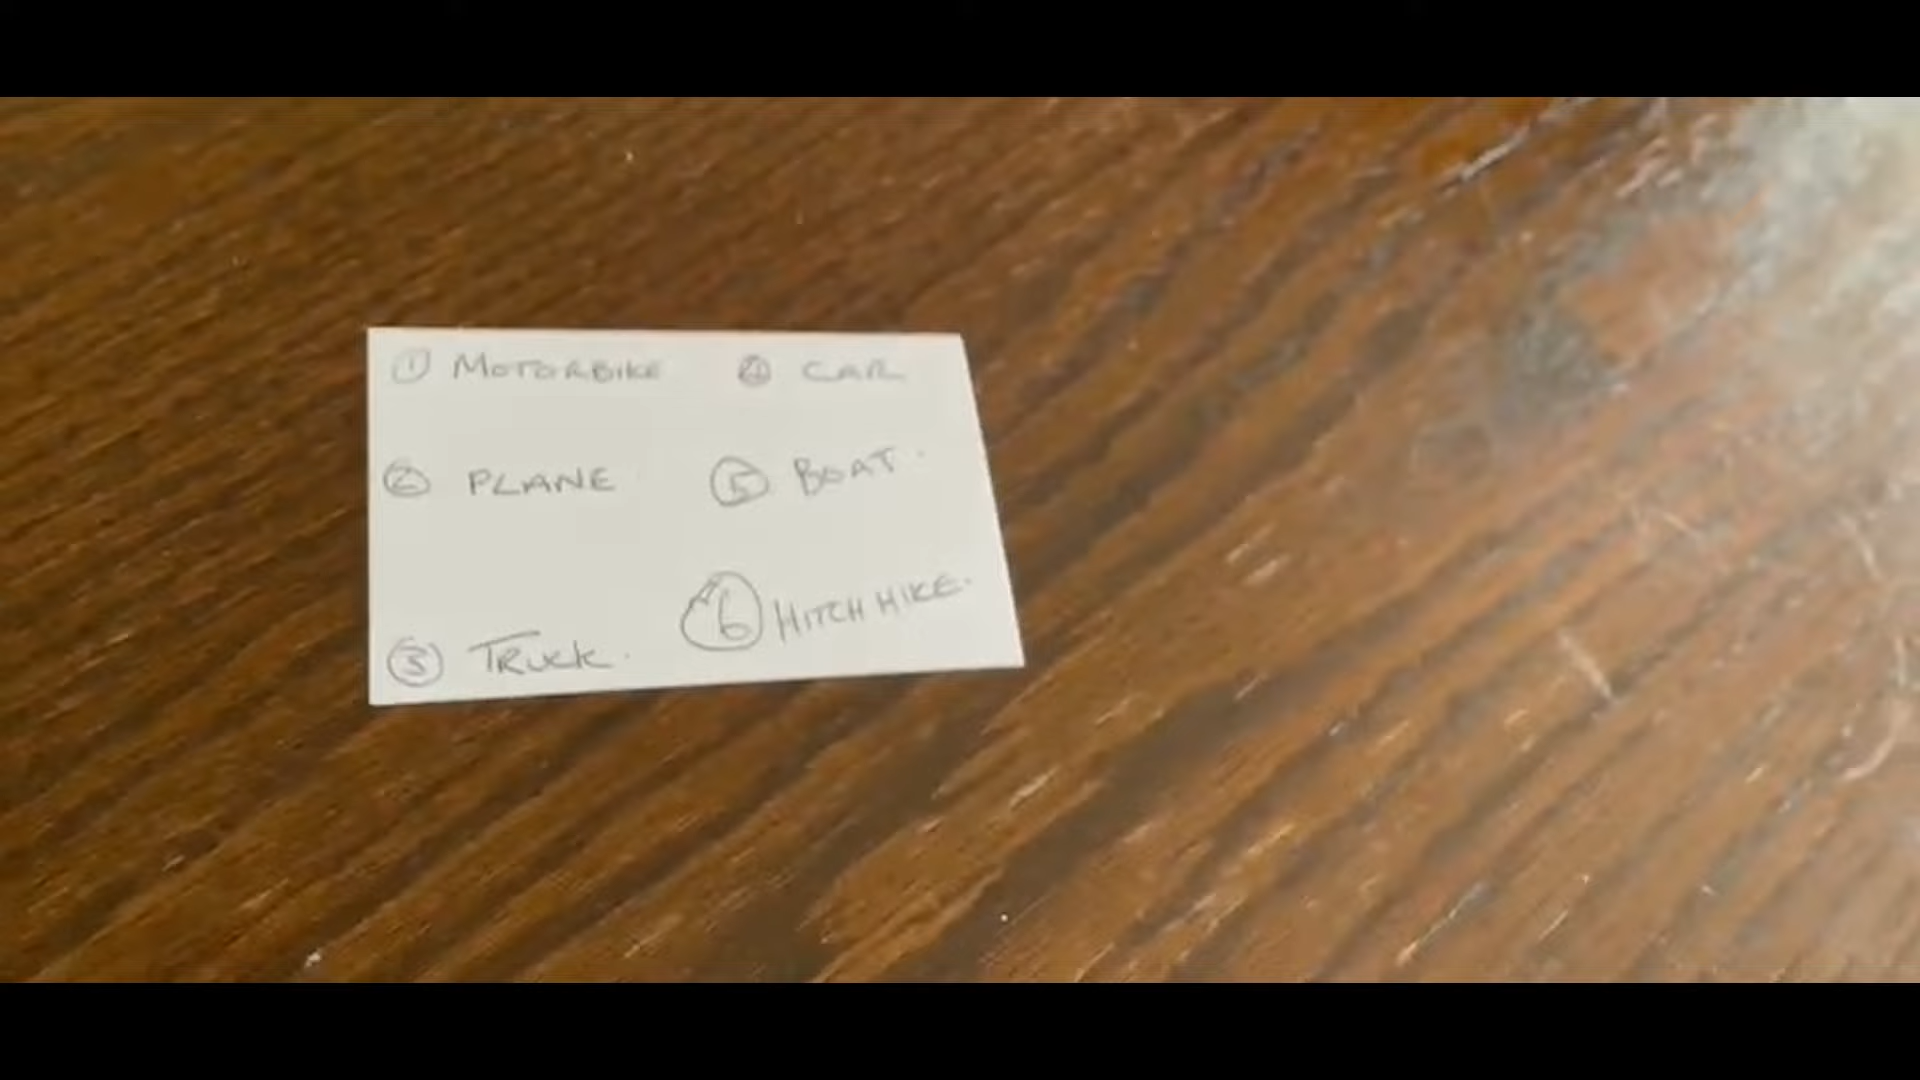 ① MOTORBIKE
② PLANE
③ TRUCK.
④ CAR
⑤ BOAT.
⑥ HITCH HIKE.